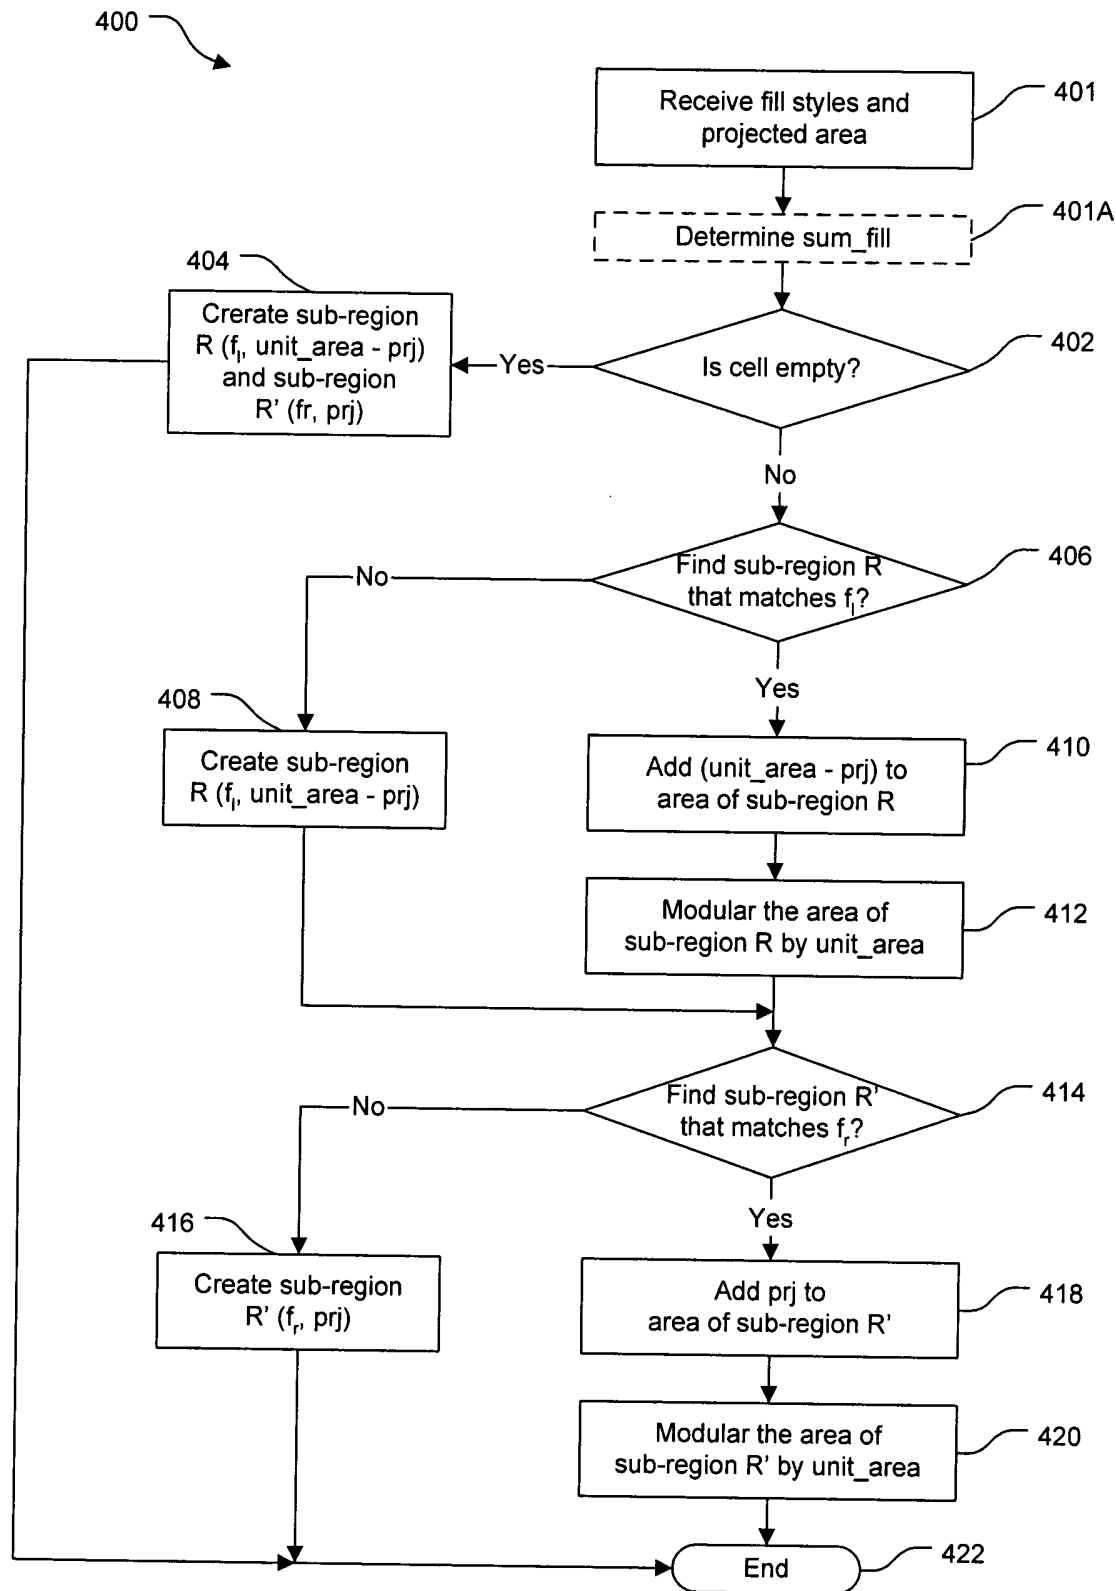 400
Receive fill styles and
projected area
401
Determine sum_fill
401A
404
Crerate sub-region
R (fl, unit_area - prj)
and sub-region
R' (fr, prj)
Yes
Is cell empty?
402
No
Find sub-region R
that matches fl?
406
No
Yes
408
Create sub-region
R (fl, unit_area - prj)
Add (unit_area - prj) to
area of sub-region R
410
Modular the area of
sub-region R by unit_area
412
Find sub-region R'
that matches fr?
414
No
Yes
416
Create sub-region
R' (fr, prj)
Add prj to
area of sub-region R'
418
Modular the area of
sub-region R' by unit_area
420
End
422